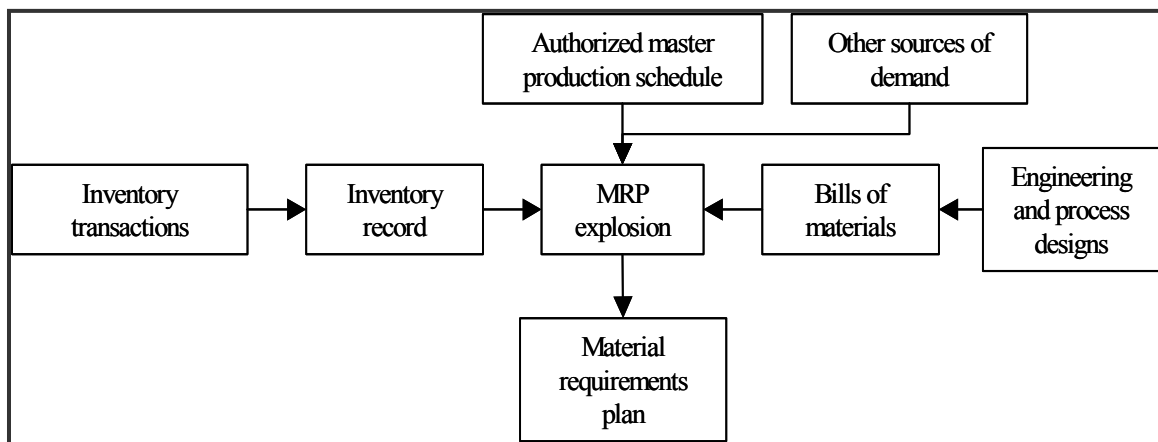 Authorized master
production schedule
Other sources of
demand
Inventory
transactions
Inventory
record
MRP
explosion
Bills of
materials
Engineering
and process
designs
Material
requirements
plan